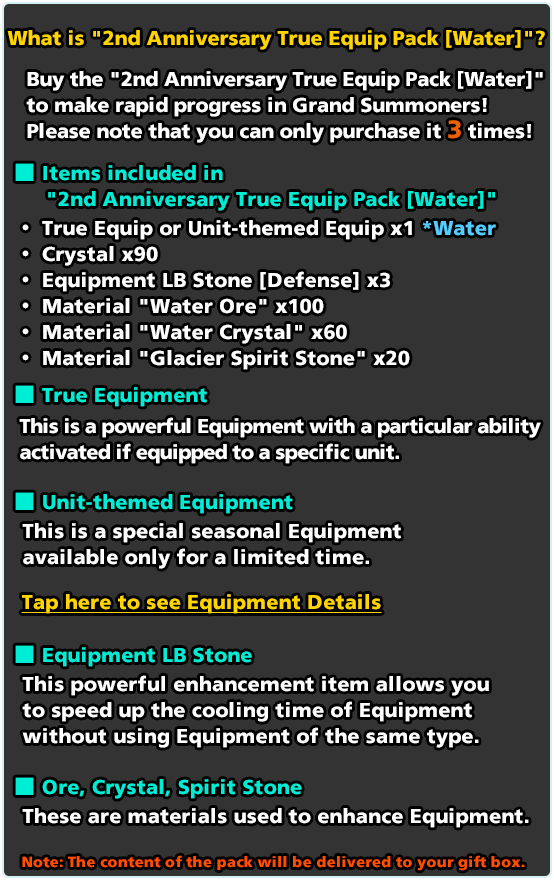 What is "2nd Anniversary True Equip Pack [Water]"?
Buy the "2nd Anniversary True Equip Pack [Water]"
to make rapid progress in Grand Summoners!
Please note that you can only purchase it 3 times!
■ Items included in
"2nd Anniversary True Equip Pack [Water]"
• True Equip or Unit-themed Equip x1 *Water
• Crystal x90
• Equipment LB Stone [Defense] x3
• Material "Water Ore" x100
• Material "Water Crystal" x60
• Material "Glacier Spirit Stone" x20
■ True Equipment
This is a powerful Equipment with a particular ability
activated if equipped to a specific unit.
■ Unit-themed Equipment
This is a special seasonal Equipment
available only for a limited time.
Tap here to see Equipment Details
■ Equipment LB Stone
This powerful enhancement item allows you
to speed up the cooling time of Equipment
without using Equipment of the same type.
■ Ore, Crystal, Spirit Stone
These are materials used to enhance Equipment.
Note: The content of the pack will be delivered to your gift box.